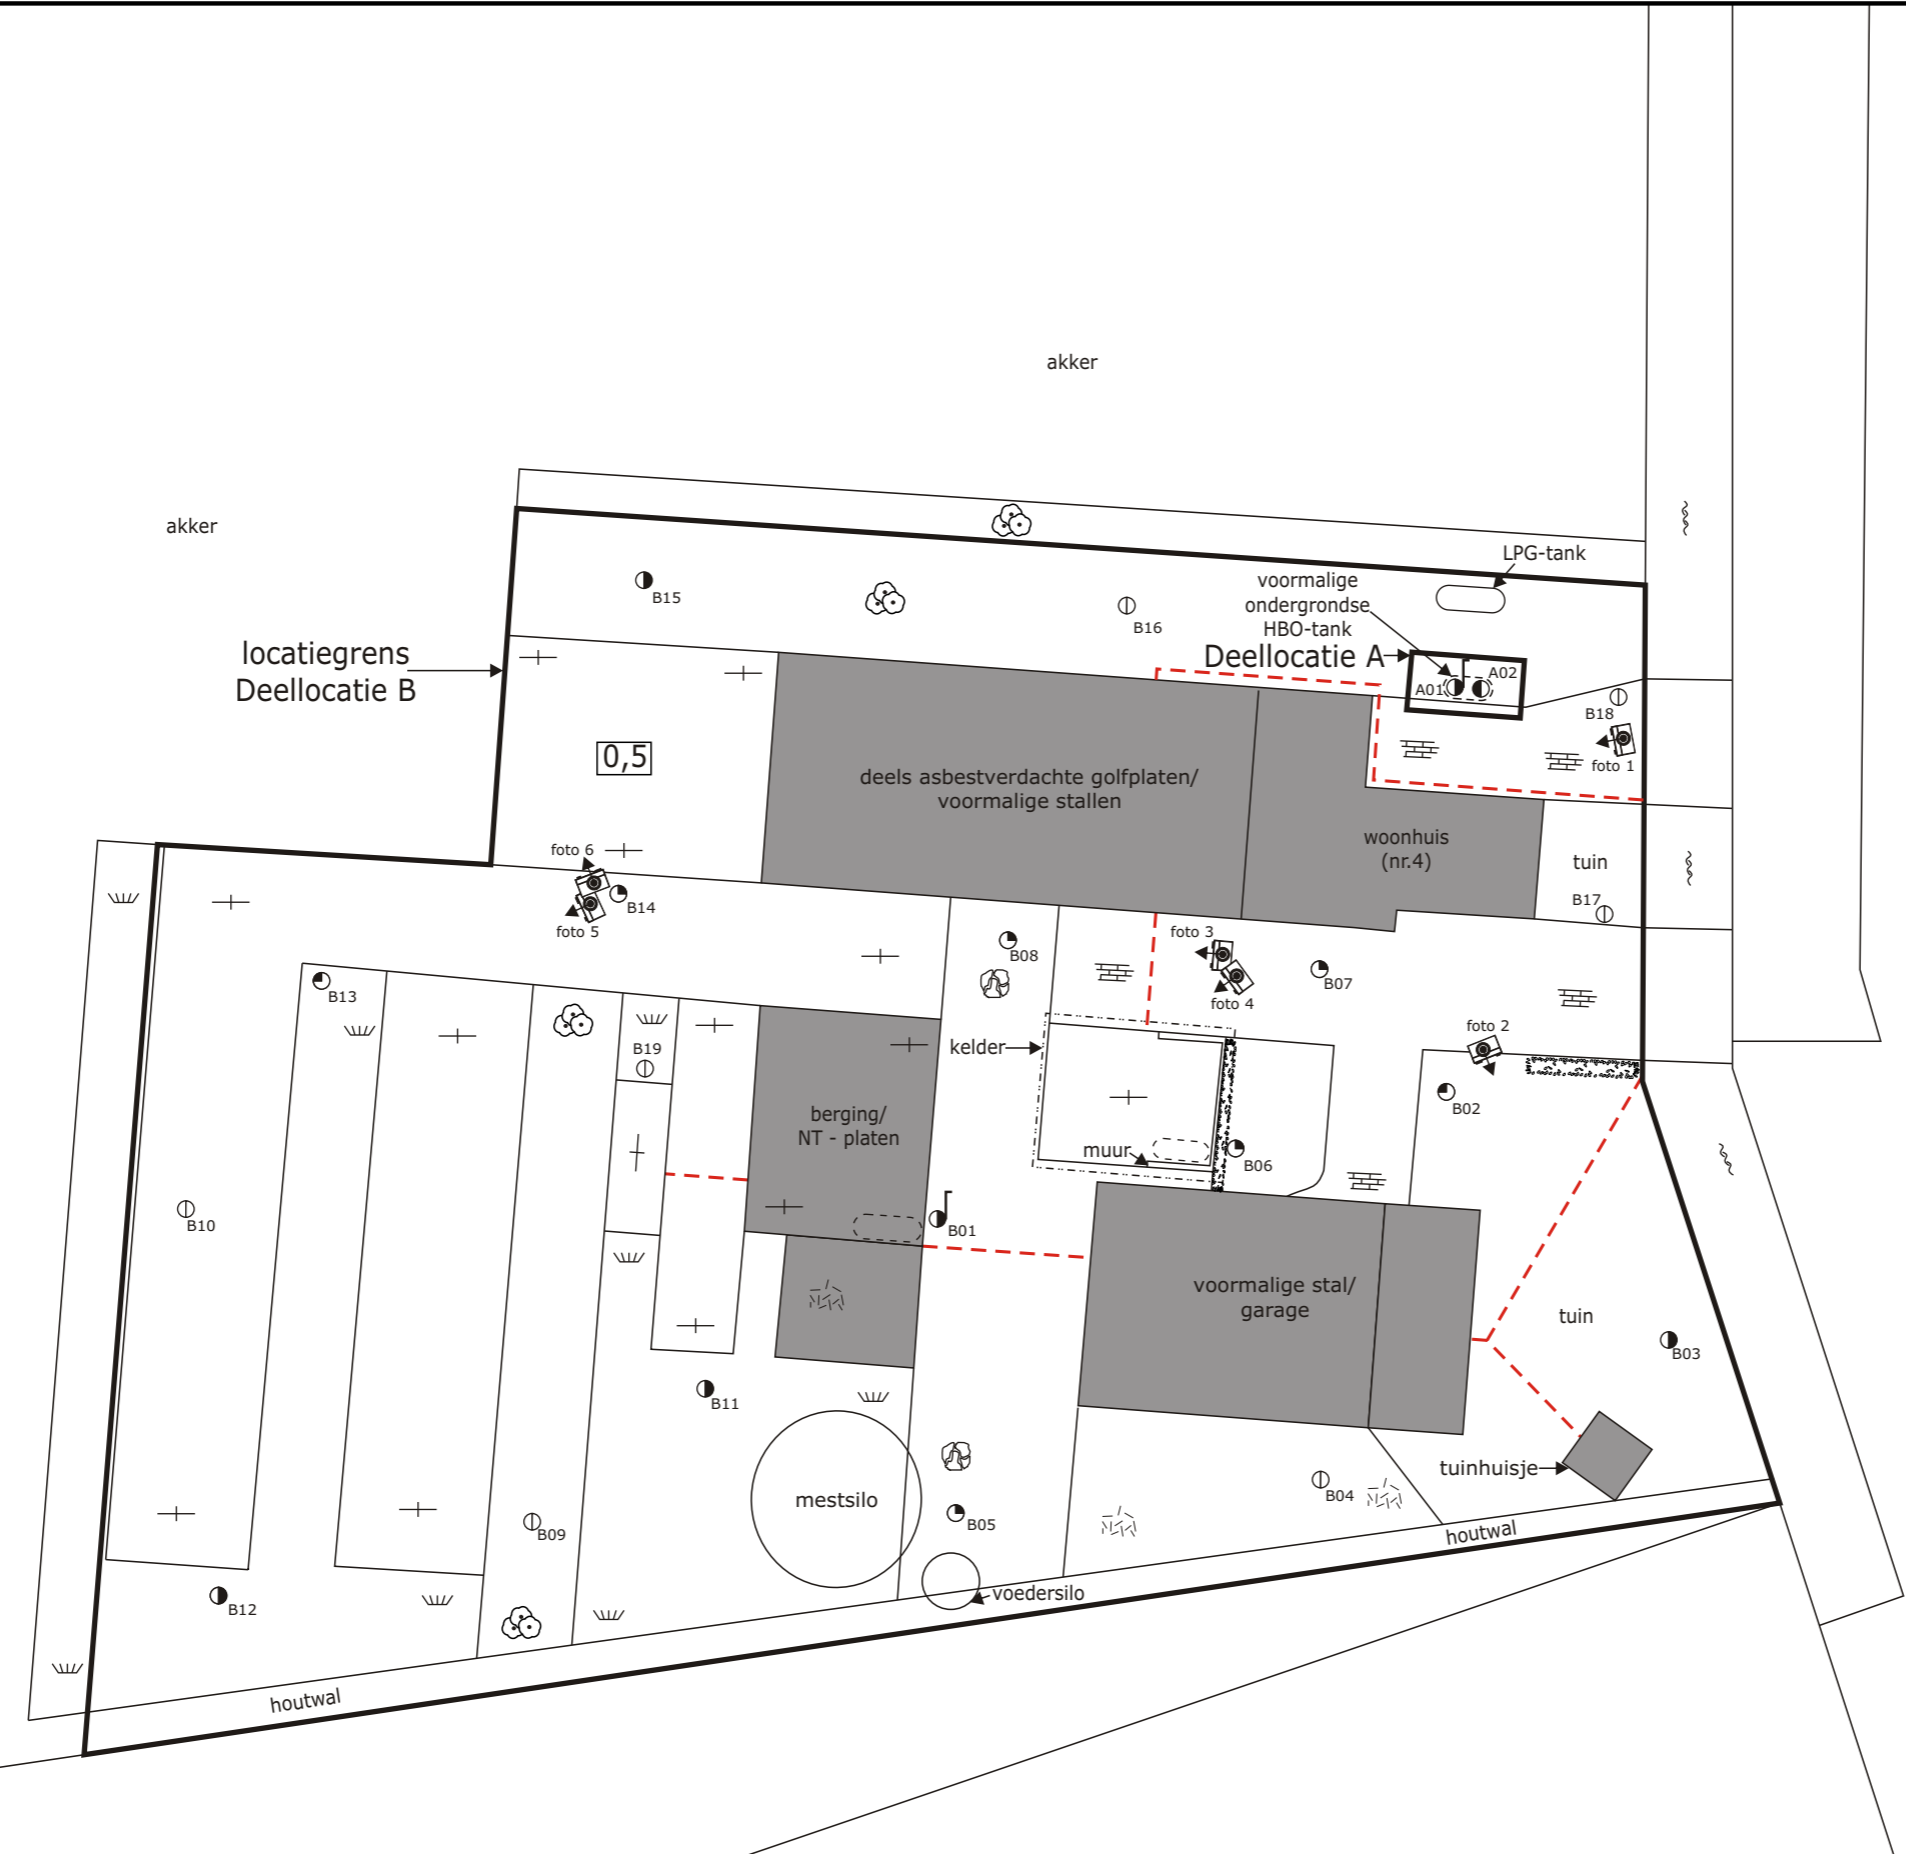 akker
akker
LPG-tank
voormalige
ondergrondse
HBO-tank
Deellocatie A
A01
A02
B15
B16
B18
foto 1
locatiegrens
Deellocatie B
0,5
deels asbestverdachte golfplaten/
voormalige stallen
woonhuis
(nr.4)
tuin
B17
foto 6
B14
foto 5
foto 3
foto 4
B08
B07
B13
foto 2
B19
kelder
B02
berging/
NT - platen
muur
B06
B10
B01
voormalige stal/
garage
tuin
B03
B11
tuinhuisje
mestsilo
B04
B05
B09
houtwal
voedersilo
B12
houtwal